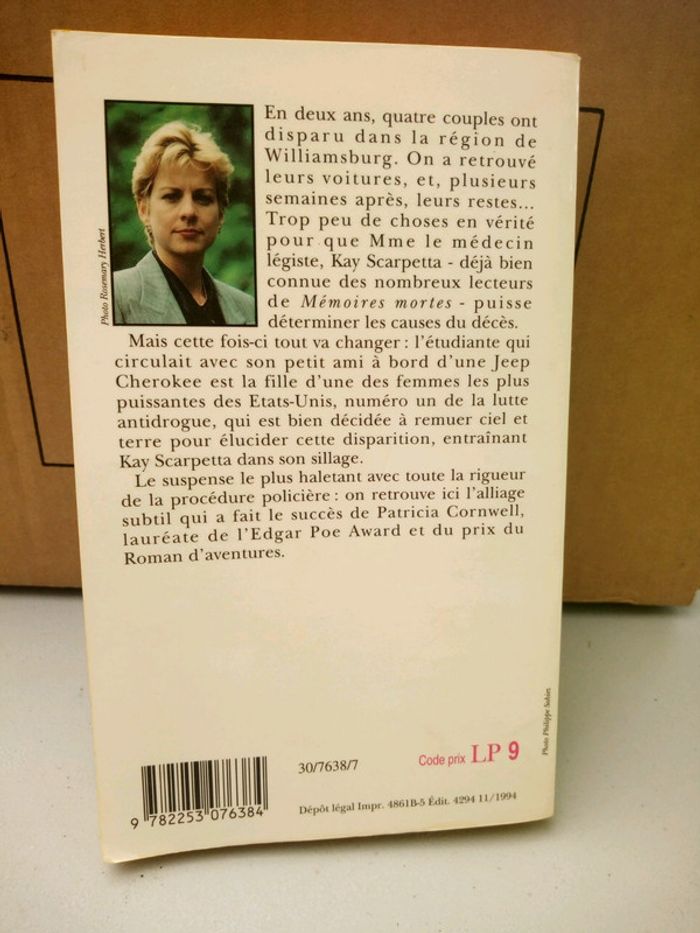 En deux ans, quatre couples ont
disparu dans la région de
Williamsburg. On a retrouvé
leurs voitures, et, plusieurs
semaines après, leurs restes...
Trop peu de choses en vérité
pour que Mme le médecin
légiste, Kay Scarpetta - déjà bien
connue des nombreux lecteurs
de Mémoires mortes - puisse
déterminer les causes du décès.
Photo Rosemary Herbert
Mais cette fois-ci tout va changer : l'étudiante qui
circulait avec son petit ami à bord d'une Jeep
Cherokee est la fille d'une des femmes les plus
puissantes des Etats-Unis, numéro un de la lutte
antidrogue, qui est bien décidée à remuer ciel et
terre pour élucider cette disparition, entraînant
Kay Scarpetta dans son sillage.
Le suspense le plus haletant avec toute la rigueur
de la procédure policière : on retrouve ici l'alliage
subtil qui a fait le succès de Patricia Cornwell,
lauréate de l'Edgar Poe Award et du prix du
Roman d'aventures.
Photo Philippe Sahier.
30/7638/7
Code prix LP 9
9 782253 076384
Dépôt légal Impr. 4861B-5 Édit. 4294 11/1994